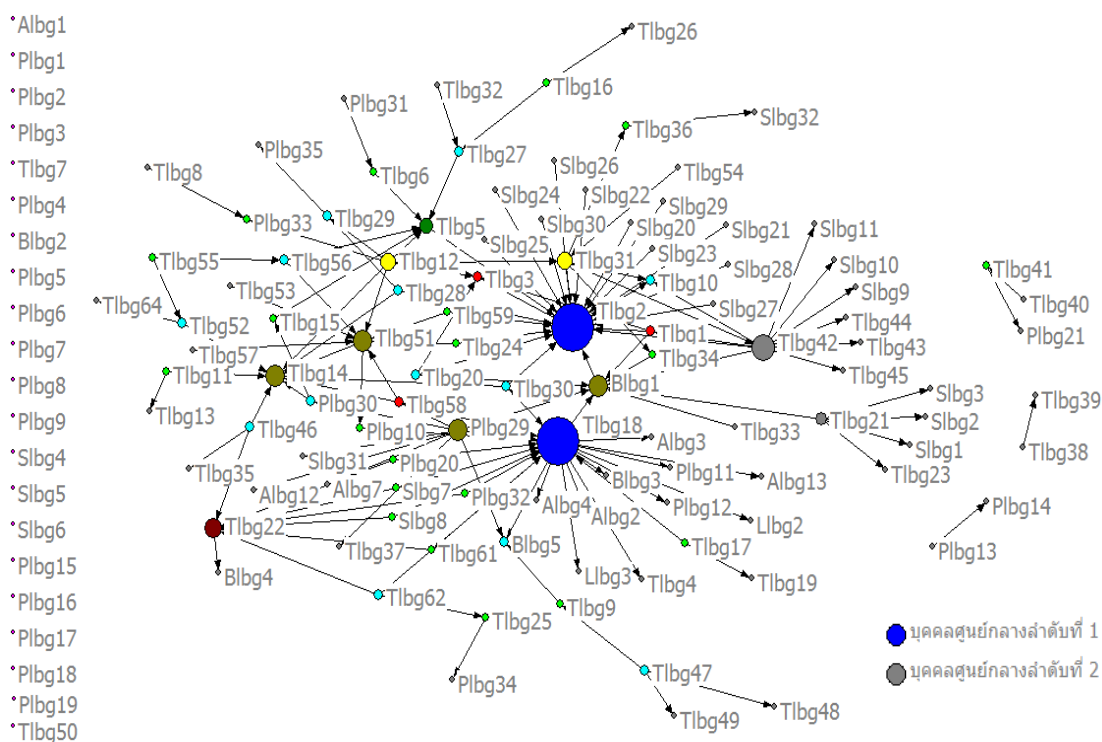 Albg1
Plbg1
Plbg2
Plbg3
Tlbg7
Plbg4
Blbg2
Plbg5
Plbg6
Plbg7
Plbg8
Plbg9
Slbg4
Slbg5
Slbg6
Plbg15
Plbg16
Plbg17
Plbg18
Plbg19
Tlbg50
Tlbg26
Tlbg32
Tlbg16
Plbg31
Slbg32
Tlbg36
Plbg35
Tlbg27
Tlbg8
Tlbg6
Slbg26
Tlbg54
Slbg24
Slbg22
Slbg29
Plbg33
Tlbg29
Tlbg5
Slbg30
Slbg20
Slbg21
Slbg11
Slbg25
Slbg23
Tlbg55
Tlbg56
Tlbg12
Tlbg31
Slbg10
Slbg28
Tlbg41
Tlbg3
Tlbg10
Tlbg53
Tlbg28
Slbg9
Tlbg64
Slbg27
Tlbg40
Tlbg59
Tlbg2
Tlbg44
Tlbg52
Tlbg15
Tlbg1
Plbg21
Tlbg51
Tlbg42
Tlbg43
Tlbg57
Tlbg24
Tlbg34
Tlbg11
Tlbg14
Tlbg20
Tlbg30
Blbg1
Tlbg45
Slbg3
Tlbg39
Tlbg13
Plbg30
Tlbg58
Slbg2
Tlbg46
Plbg10
Plbg29
Tlbg18
Tlbg33
Tlbg21
Albg3
Slbg1
Tlbg38
Tlbg35
Slbg31
Plbg20
Plbg11
Tlbg23
Albg12
Albg7
Slbg7
Plbg32
Blbg3
Albg13
Albg4
Plbg12
Plbg14
Tlbg22
Slbg8
Albg2
Llbg2
Tlbg37
Tlbg61
Blbg5
Tlbg17
Plbg13
Blbg4
Llbg3
Tlbg4
Tlbg19
Tlbg62
Tlbg9
Tlbg25
บุคคลศูนย์กลางลำดับที่ 1
Plbg34
Tlbg47
บุคคลศูนย์กลางลำดับที่ 2
Tlbg49
Tlbg48